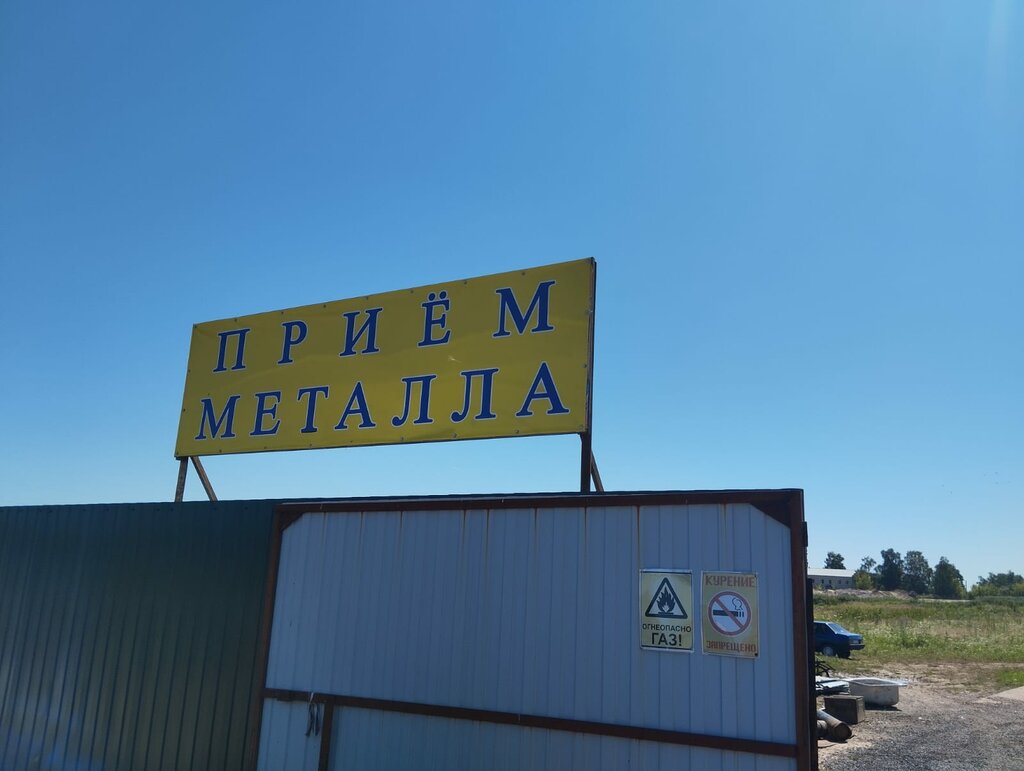 ПРИЁМ
МЕТАЛЛА
ОГНЕОПАСНО
ГАЗ!
КУРЕНИЕ
ЗАПРЕЩЕНО